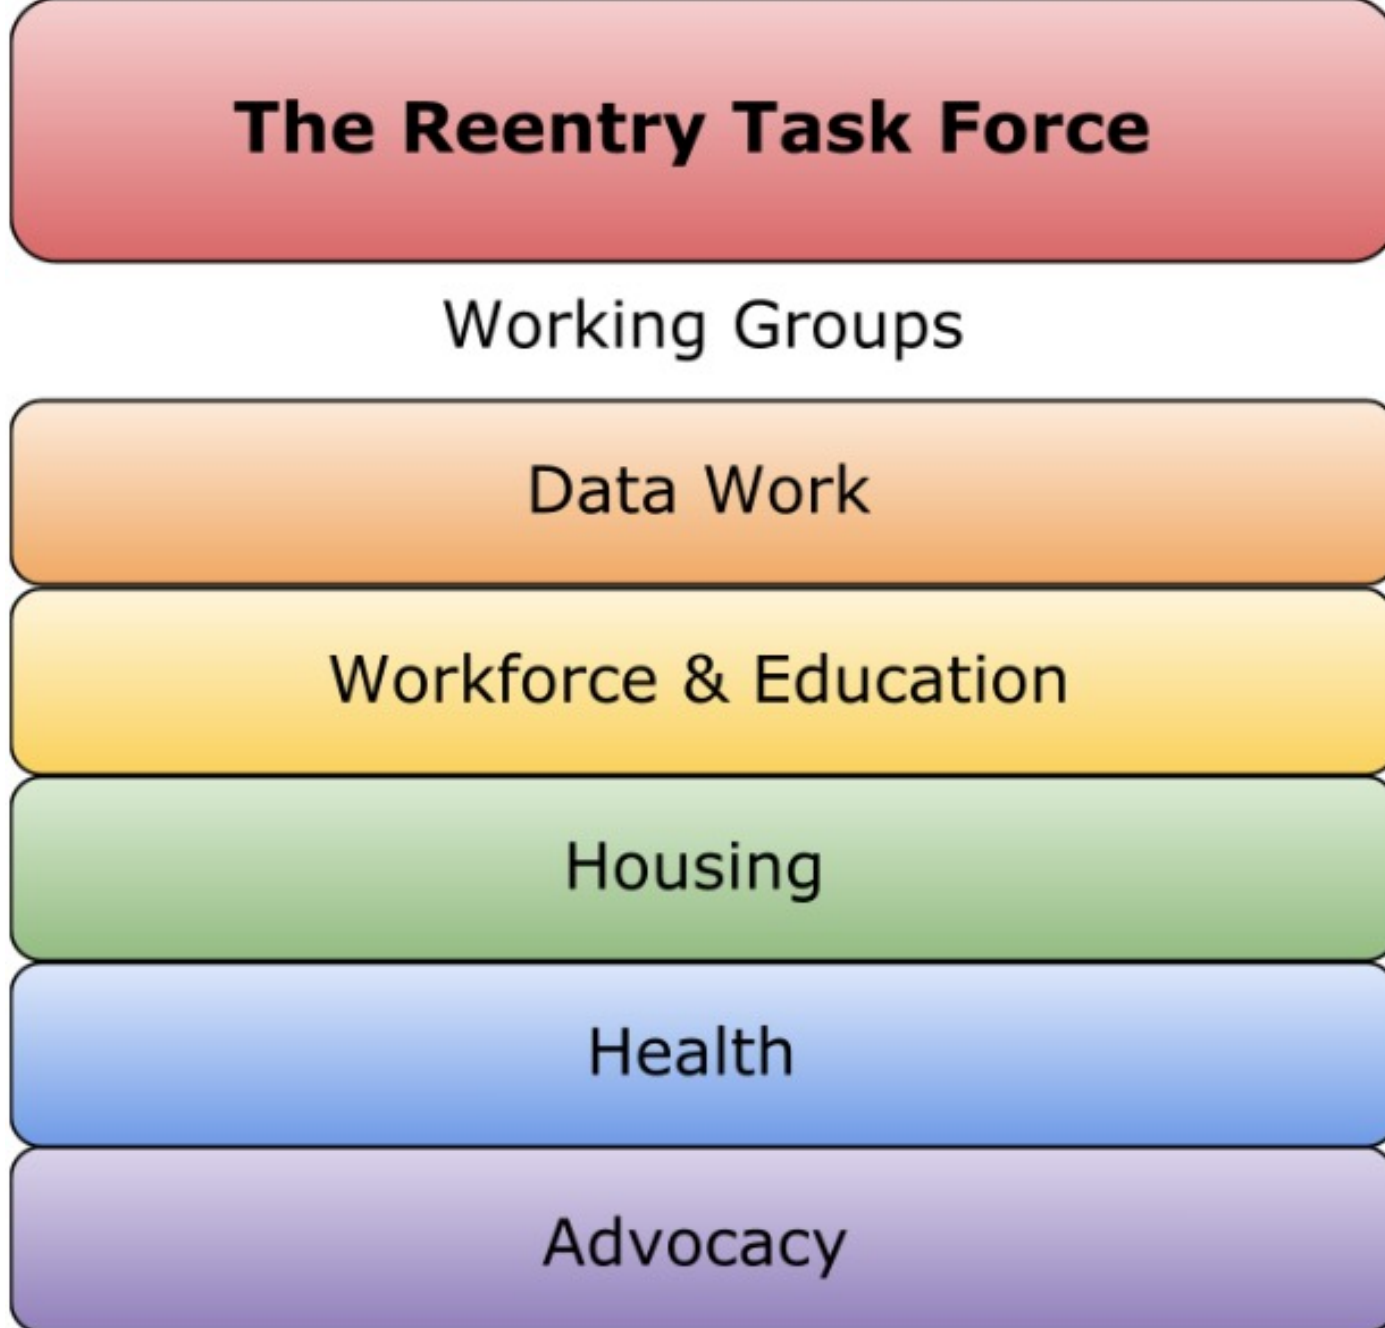 The Reentry Task Force
Working Groups
Data Work
Workforce & Education
Housing
Health
Advocacy